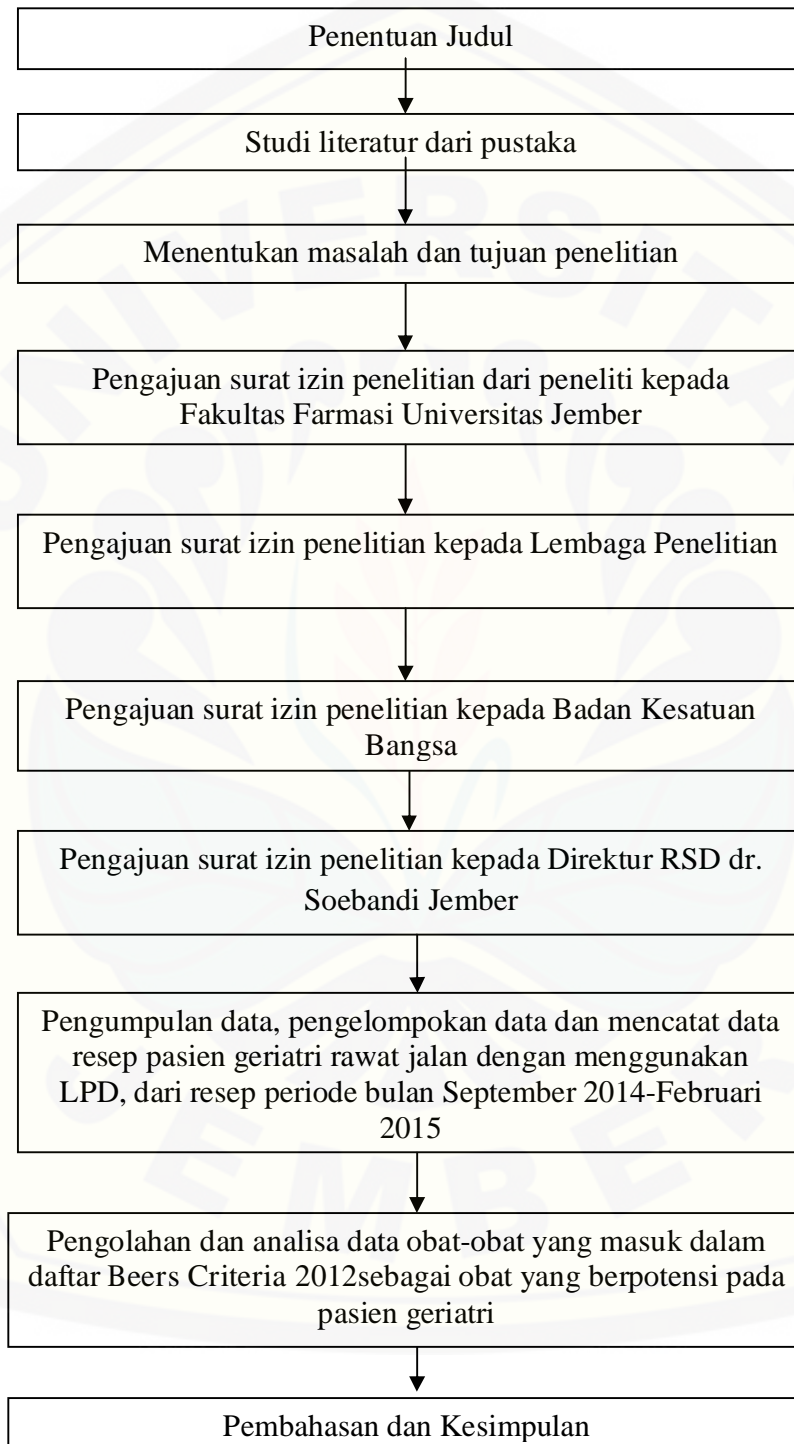 Penentuan Judul
Studi literatur dari pustaka
Menentukan masalah dan tujuan penelitian
Pengajuan surat izin penelitian dari peneliti kepada
Fakultas Farmasi Universitas Jember
Pengajuan surat izin penelitian kepada Lembaga Penelitian
Pengajuan surat izin penelitian kepada Badan Kesatuan
Bangsa
Pengajuan surat izin penelitian kepada Direktur RSD dr.
Soebandi Jember
Pengumpulan data, pengelompokan data dan mencatat data
resep pasien geriatri rawat jalan dengan menggunakan
LPD, dari resep periode bulan September 2014-Februari
2015
Pengolahan dan analisa data obat-obat yang masuk dalam
daftar Beers Criteria 2012sebagai obat yang berpotensi pada
pasien geriatri
Pembahasan dan Kesimpulan